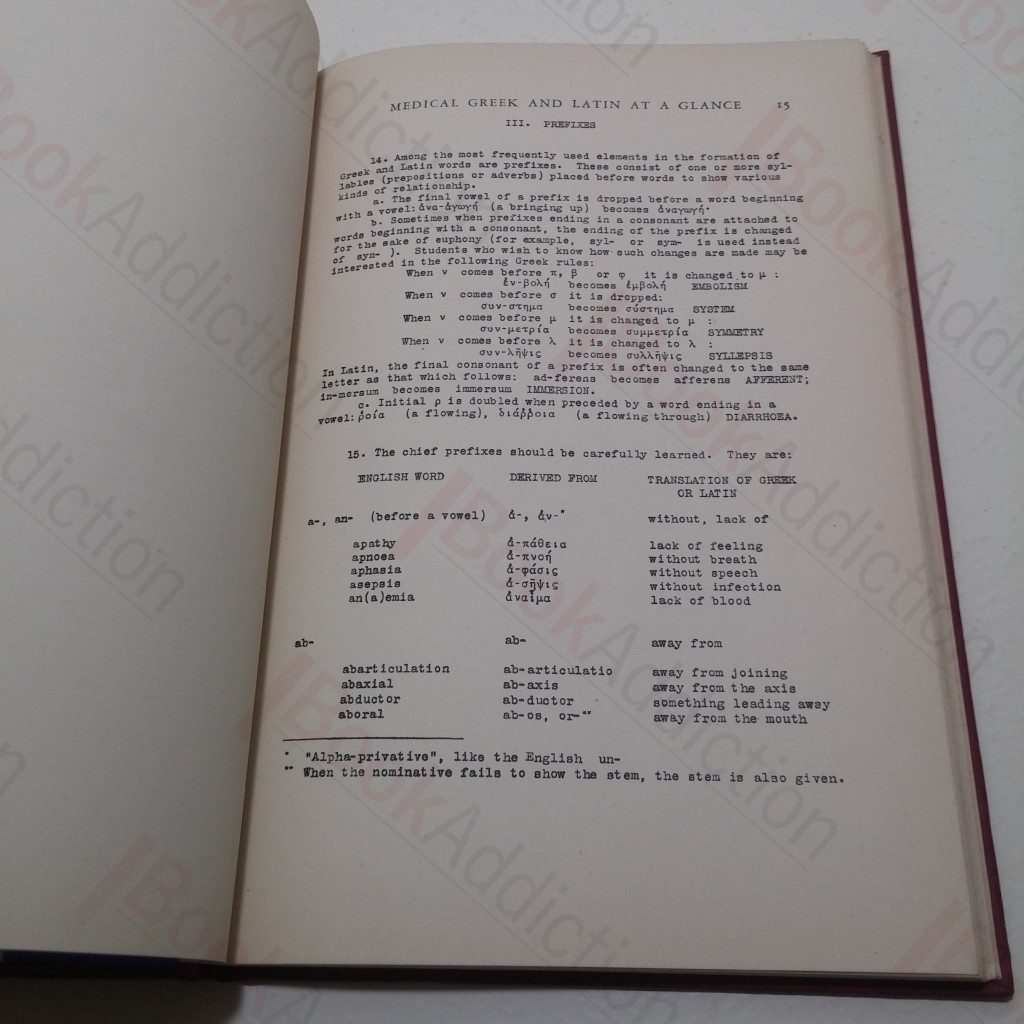 MEDICAL GREEK AND LATIN AT A GLANCE 15
III. PREFIXES
14. Among the most frequently used elements in the formation of
Greek and Latin words are prefixes. These consist of one or more syl-
lables (prepositions or adverbs) placed before words to show various
kinds of relationship.
a. The final vowel of a prefix is dropped before a word beginning
with a vowel: ἀνα-ἀγωγή (a bringing up) becomes ἀναγωγή.
b. Sometimes when prefixes ending in a consonant are attached to
words beginning with a consonant, the ending of the prefix is changed
for the sake of euphony (for example, syl- or sym- is used instead
of syn- ). Students who wish to know how such changes are made may be
interested in the following Greek rules:
When ν comes before π, β or φ it is changed to μ :
ἐν-βολή becomes ἐμβολή EMBOLISM
When ν comes before σ it is dropped:
συν-στημα becomes σύστημα SYSTEM
When ν comes before μ it is changed to μ :
συν-μετρία becomes συμμετρία SYMMETRY
When ν comes before λ it is changed to λ :
συν-λῆψις becomes συλλῆψις SYLLEPSIS
In Latin, the final consonant of a prefix is often changed to the same
letter as that which follows: ad-ferens becomes afferens AFFERENT;
in-mersum becomes immersum IMMERSION.
c. Initial ρ is doubled when preceded by a word ending in a
vowel: ῥοία (a flowing), διάῤῥοια (a flowing through) DIARRHOEA.
15. The chief prefixes should be carefully learned. They are:
ENGLISH WORD DERIVED FROM TRANSLATION OF GREEK
OR LATIN
a-, an- (before a vowel) ἀ-, ἀν-* without, lack of
apathy ἀ-πάθεια lack of feeling
apnoea ἀ-πνοή without breath
aphasia ἀ-φάσις without speech
asepsis ἀ-σῆψις without infection
an(a)emia ἀναῖμα lack of blood
ab- ab- away from
abarticulation ab-articulatio away from joining
abaxial ab-axis away from the axis
abductor ab-ductor something leading away
aboral ab-os, or-** away from the mouth
* "Alpha-privative", like the English un-
** When the nominative fails to show the stem, the stem is also given.
IBookAddiction